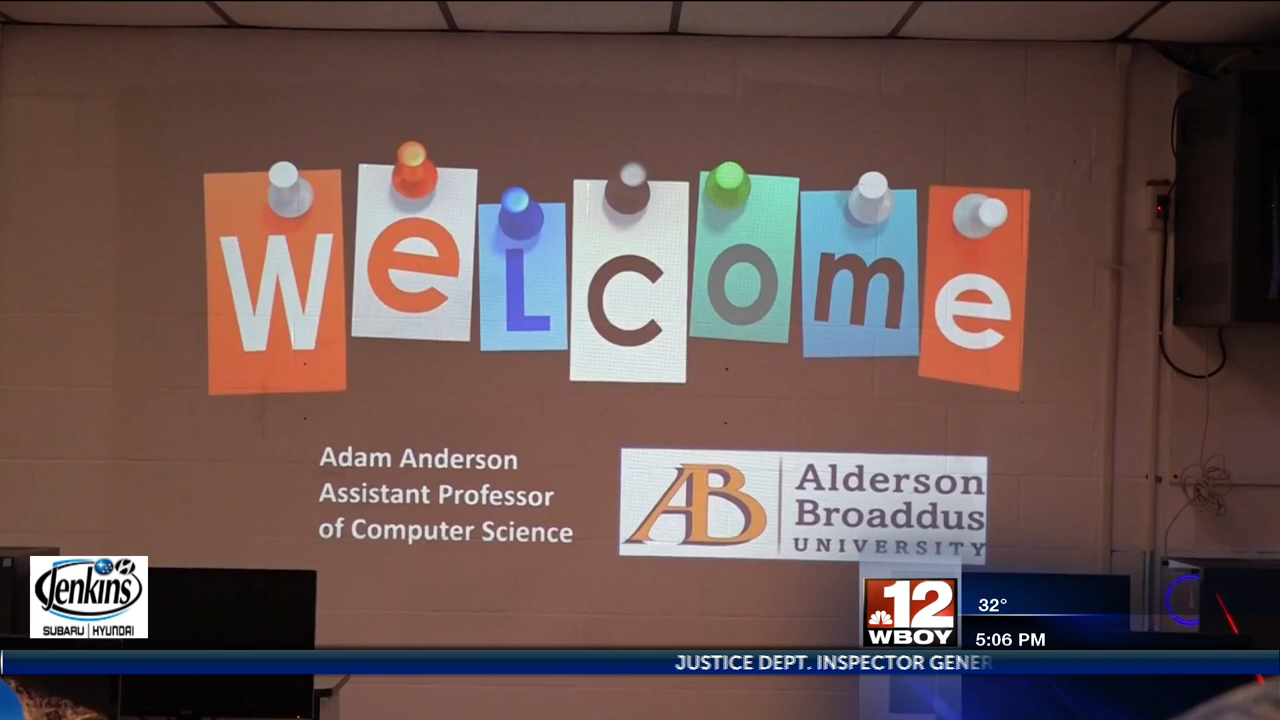 WeLcome
Adam Anderson
Assistant Professor
of Computer Science
AB
Alderson
Broaddus
UNIVERSITY
Jenkins
SUBARU | HYUNDAI
12
WBOY
32°
5:06 PM
JUSTICE DEPT. INSPECTOR GENER